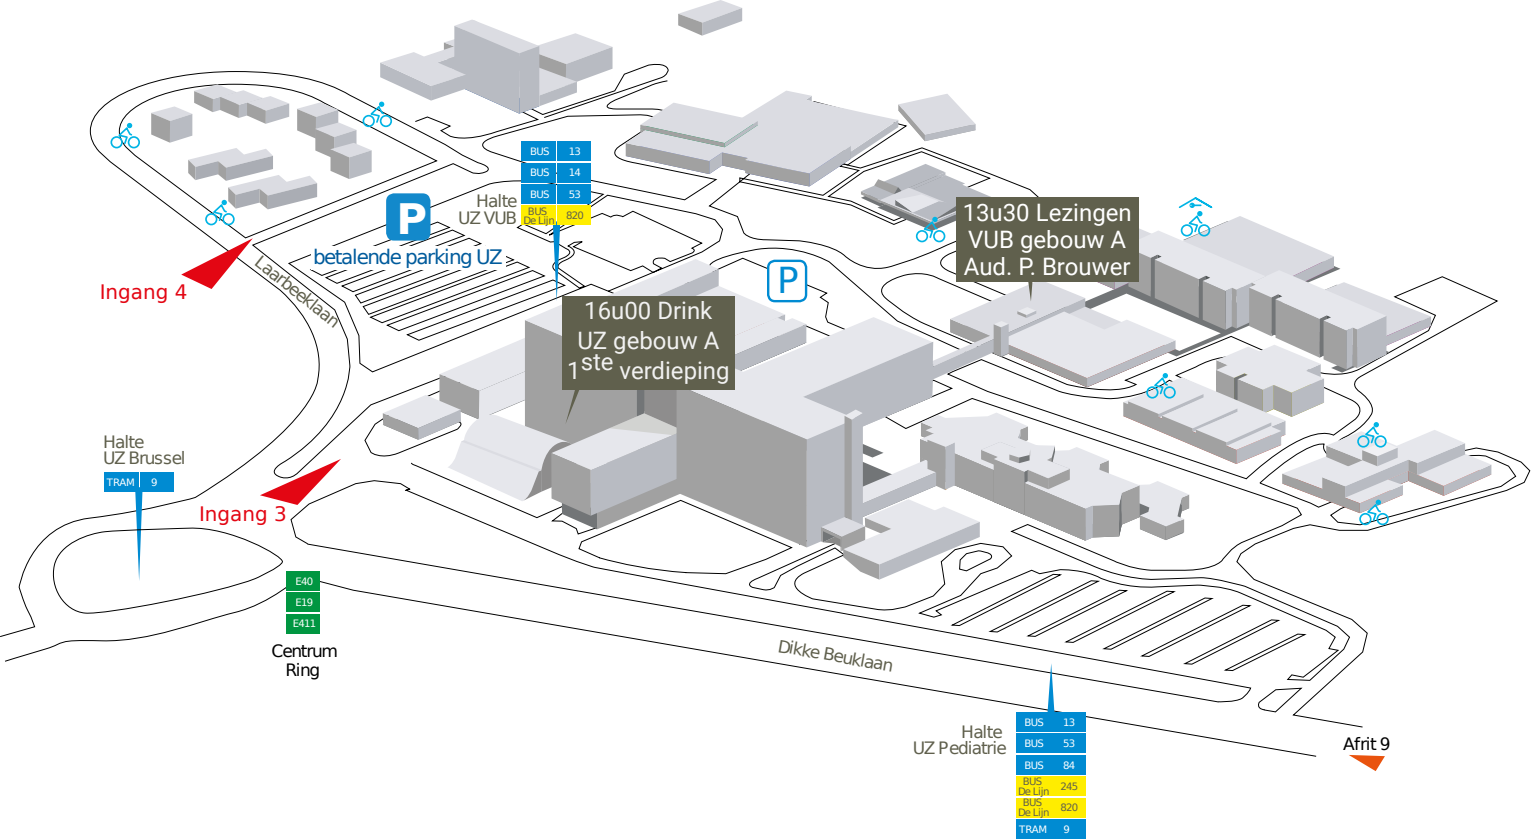 BUS 13
BUS 14
BUS 53
BUS De Lijn 820
Halte
UZ VUB
P
betalende parking UZ
13u30 Lezingen
VUB gebouw A
Aud. P. Brouwer
P
Ingang 4
Laarbeeklaan
16u00 Drink
UZ gebouw A
1ste verdieping
Halte
UZ Brussel
TRAM 9
Ingang 3
E40
E19
E411
Centrum
Ring
Dikke Beuklaan
Halte
UZ Pediatrie
BUS 13
BUS 53
BUS 84
BUS De Lijn 245
BUS De Lijn 820
TRAM 9
Afrit 9